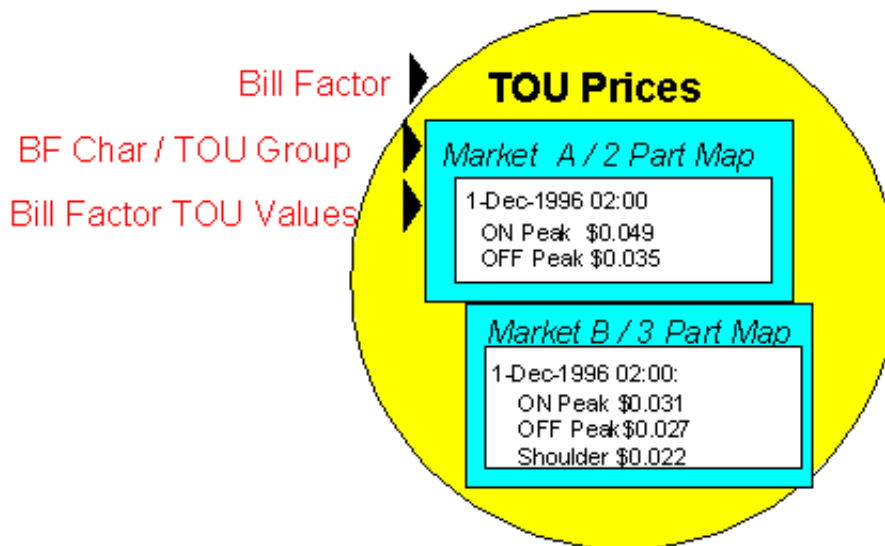 Bill Factor
TOU Prices
BF Char / TOU Group
Market A / 2 Part Map
Bill Factor TOU Values
1-Dec-1996 02:00
ON Peak $0.049
OFF Peak $0.035
Market B / 3 Part Map
1-Dec-1996 02:00:
ON Peak $0.031
OFF Peak $0.027
Shoulder $0.022